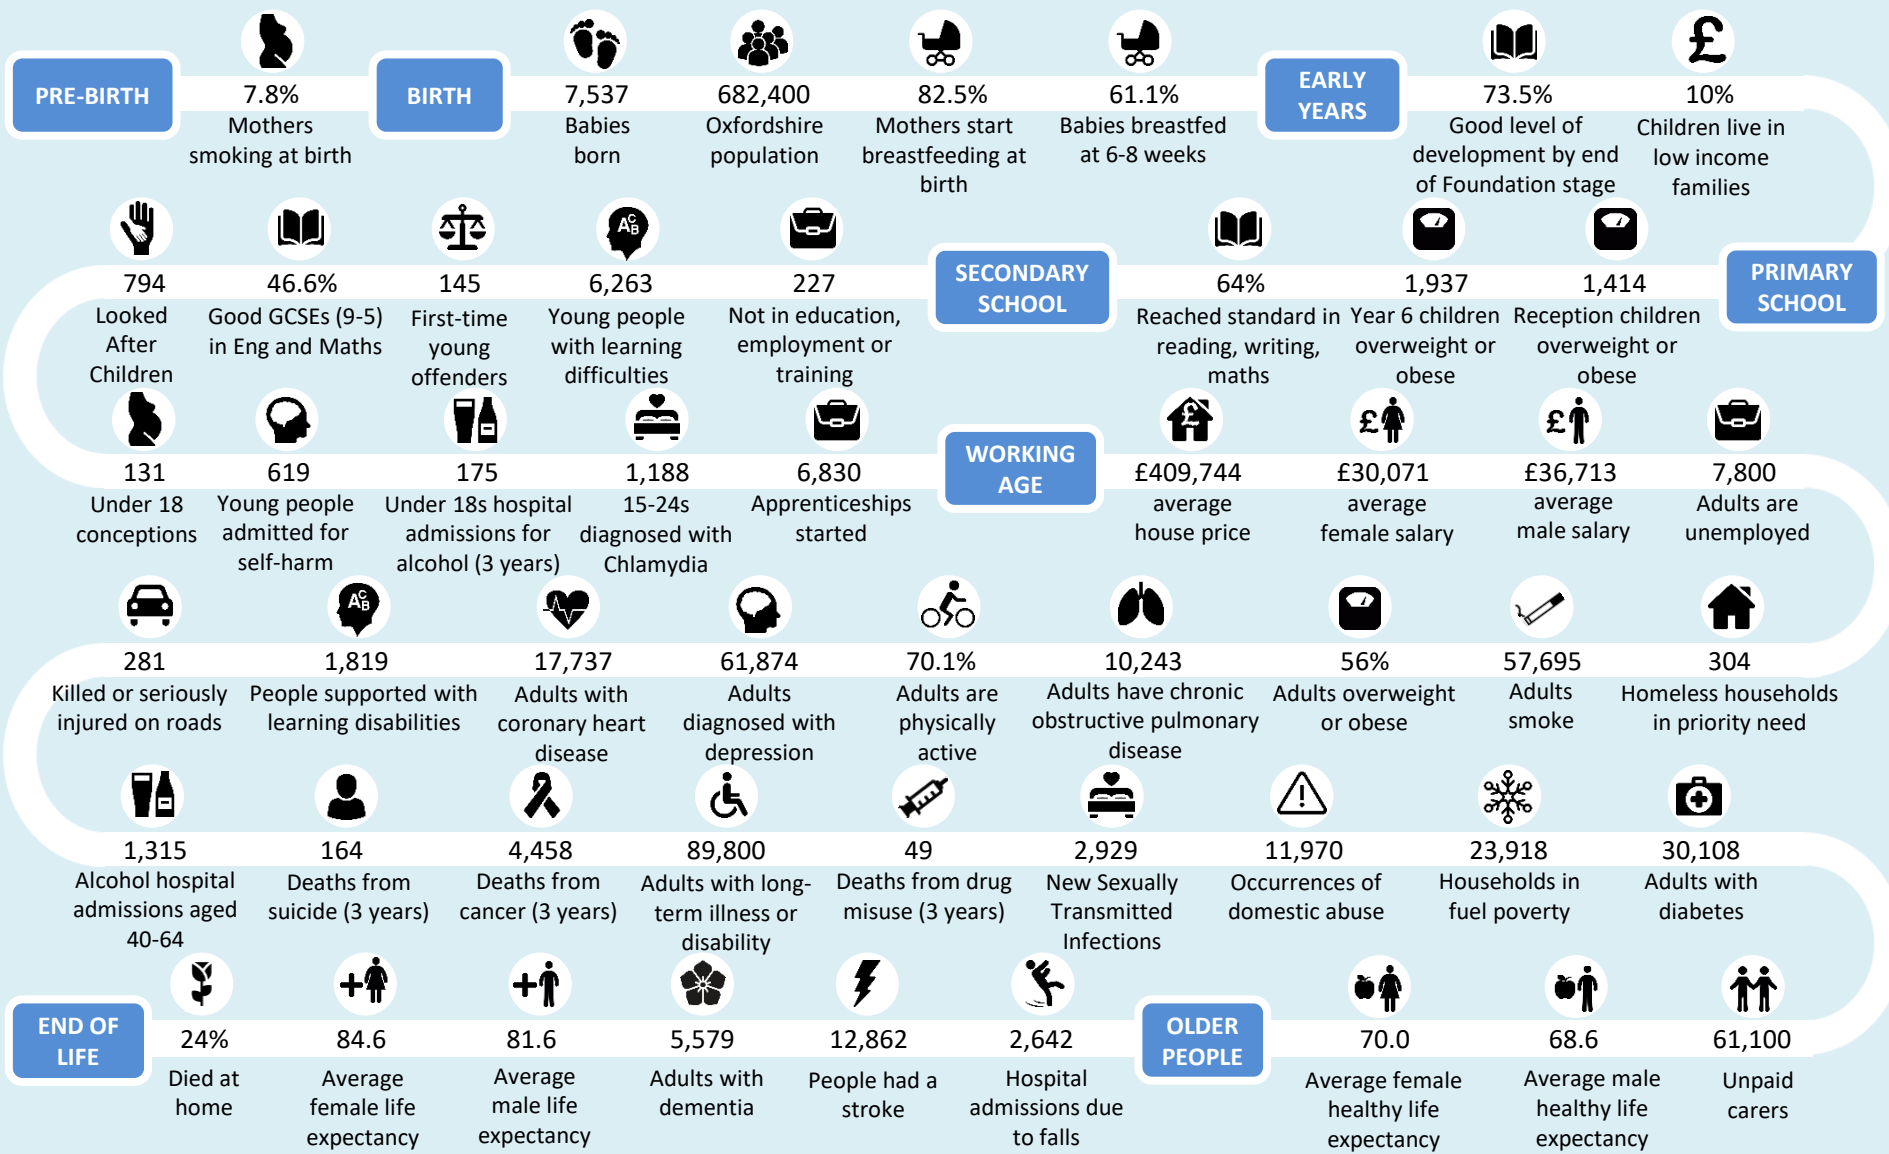 PRE-BIRTH
7.8%
Mothers
smoking at birth
BIRTH
7,537
Babies
born
682,400
Oxfordshire
population
82.5%
Mothers start
breastfeeding at
birth
61.1%
Babies breastfed
at 6-8 weeks
EARLY
YEARS
73.5%
Good level of
development by end
of Foundation stage
10%
Children live in
low income
families
PRIMARY
SCHOOL
1,414
Reception children
overweight or
obese
1,937
Year 6 children
overweight or
obese
64%
Reached standard in
reading, writing,
maths
SECONDARY
SCHOOL
227
Not in education,
employment or
training
A C B
6,263
Young people
with learning
difficulties
145
First-time
young
offenders
46.6%
Good GCSEs (9-5)
in Eng and Maths
794
Looked
After
Children
131
Under 18
conceptions
619
Young people
admitted for
self-harm
175
Under 18s hospital
admissions for
alcohol (3 years)
1,188
15-24s
diagnosed with
Chlamydia
6,830
Apprenticeships
started
WORKING
AGE
£
£409,744
average
house price
£
£30,071
average
female salary
£
£36,713
average
male salary
7,800
Adults are
unemployed
304
Homeless households
in priority need
57,695
Adults
smoke
56%
Adults overweight
or obese
10,243
Adults have chronic
obstructive pulmonary
disease
70.1%
Adults are
physically
active
61,874
Adults
diagnosed with
depression
17,737
Adults with
coronary heart
disease
A C B
1,819
People supported with
learning disabilities
281
Killed or seriously
injured on roads
1,315
Alcohol hospital
admissions aged
40-64
164
Deaths from
suicide (3 years)
4,458
Deaths from
cancer (3 years)
89,800
Adults with long-
term illness or
disability
49
Deaths from drug
misuse (3 years)
2,929
New Sexually
Transmitted
Infections
11,970
Occurrences of
domestic abuse
23,918
Households in
fuel poverty
30,108
Adults with
diabetes
61,100
Unpaid
carers
68.6
Average male
healthy life
expectancy
70.0
Average female
healthy life
expectancy
OLDER
PEOPLE
2,642
Hospital
admissions due
to falls
12,862
People had a
stroke
5,579
Adults with
dementia
81.6
Average
male life
expectancy
84.6
Average
female life
expectancy
24%
Died at
home
END OF
LIFE